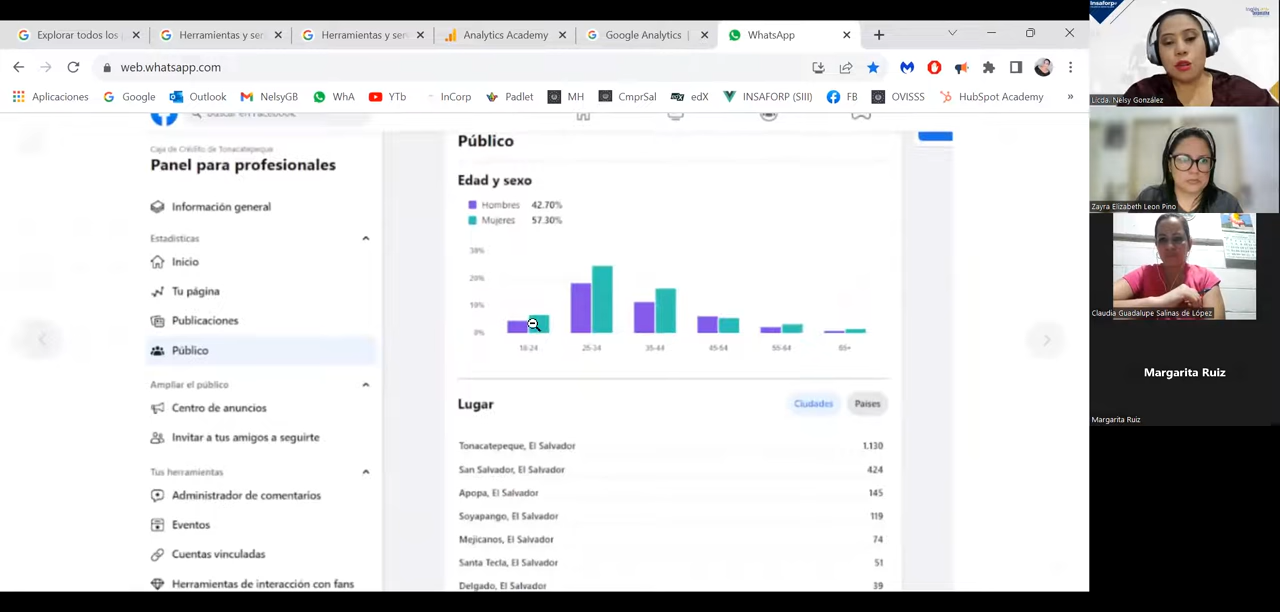 Explorar todos los
Herramientas y ser
Herramientas y ser
Analytics Academy
Google Analytics |
WhatsApp
web.whatsapp.com
Aplicaciones
Google
Outlook
NelsyGB
WhA
YTb
InCorp
Padlet
MH
CmprSal
edX
INSAFORP (SIII)
FB
OVISSS
HubSpot Academy
»
Buscar en Facebook
Caja de Crédito de Tonacatepeque
Panel para profesionales
Información general
Estadísticas
Inicio
Tu página
Publicaciones
Público
Ampliar el público
Centro de anuncios
Invitar a tus amigos a seguirte
Tus herramientas
Administrador de comentarios
Eventos
Cuentas vinculadas
Herramientas de interacción con fans
Público
Edad y sexo
Hombres 42.70%
Mujeres 57.30%
30%
20%
10%
0%
18-24 25-34 35-44 45-54 55-64 65+
Lugar
Ciudades Países
Tonacatepeque, El Salvador 1.130
San Salvador, El Salvador 424
Apopa, El Salvador 145
Soyapango, El Salvador 119
Mejicanos, El Salvador 74
Santa Tecla, El Salvador 51
Delgado, El Salvador 39
Insaforp
Licda. Nelsy González
Zayra Elizabeth Leon Pino
Claudia Guadalupe Salinas de López
Margarita Ruiz
Margarita Ruiz